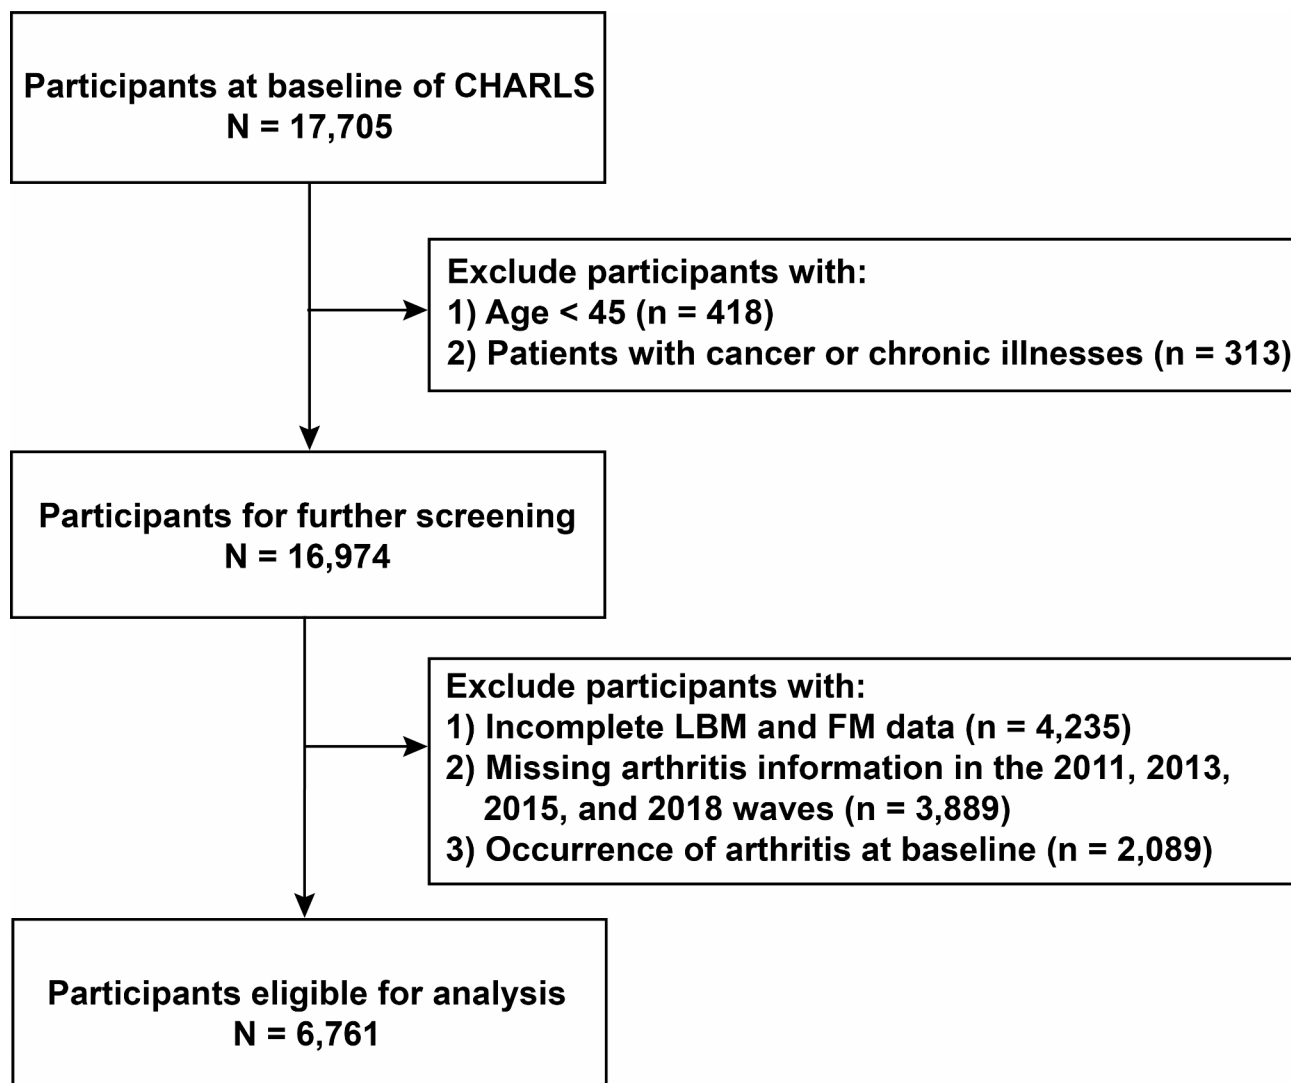 Participants at baseline of CHARLS
N = 17,705
Exclude participants with:
1) Age < 45 (n = 418)
2) Patients with cancer or chronic illnesses (n = 313)
Participants for further screening
N = 16,974
Exclude participants with:
1) Incomplete LBM and FM data (n = 4,235)
2) Missing arthritis information in the 2011, 2013,
2015, and 2018 waves (n = 3,889)
3) Occurrence of arthritis at baseline (n = 2,089)
Participants eligible for analysis
N = 6,761